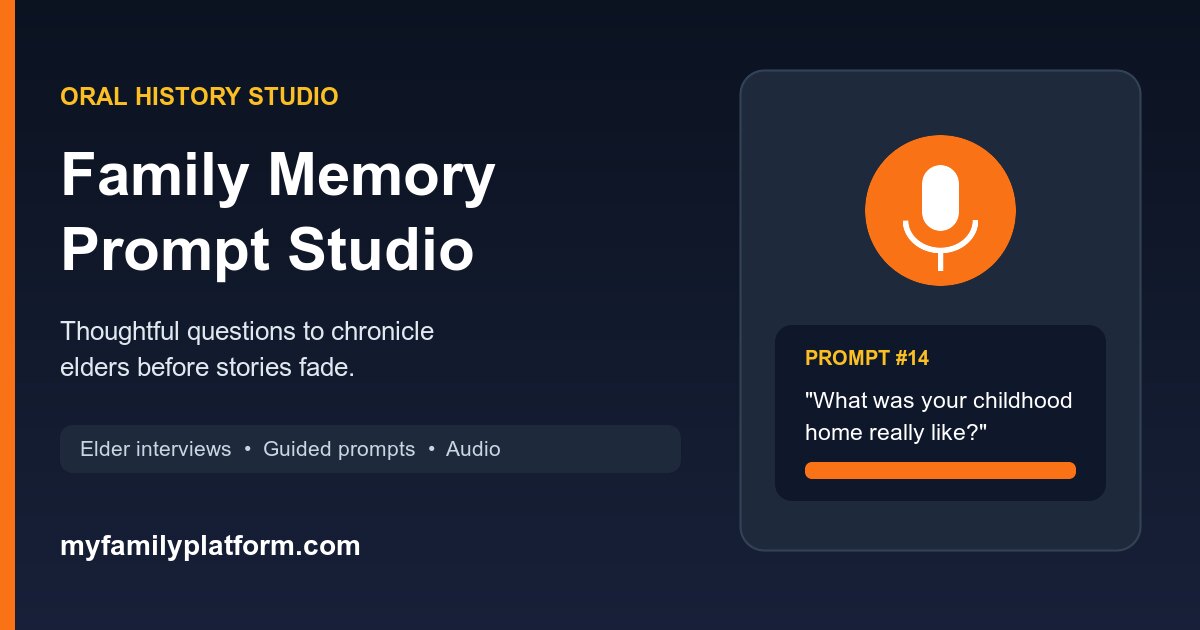 ORAL HISTORY STUDIO
Family Memory
Prompt Studio
Thoughtful questions to chronicle
elders before stories fade.
Elder interviews • Guided prompts • Audio
myfamilyplatform.com
PROMPT #14
"What was your childhood
home really like?"